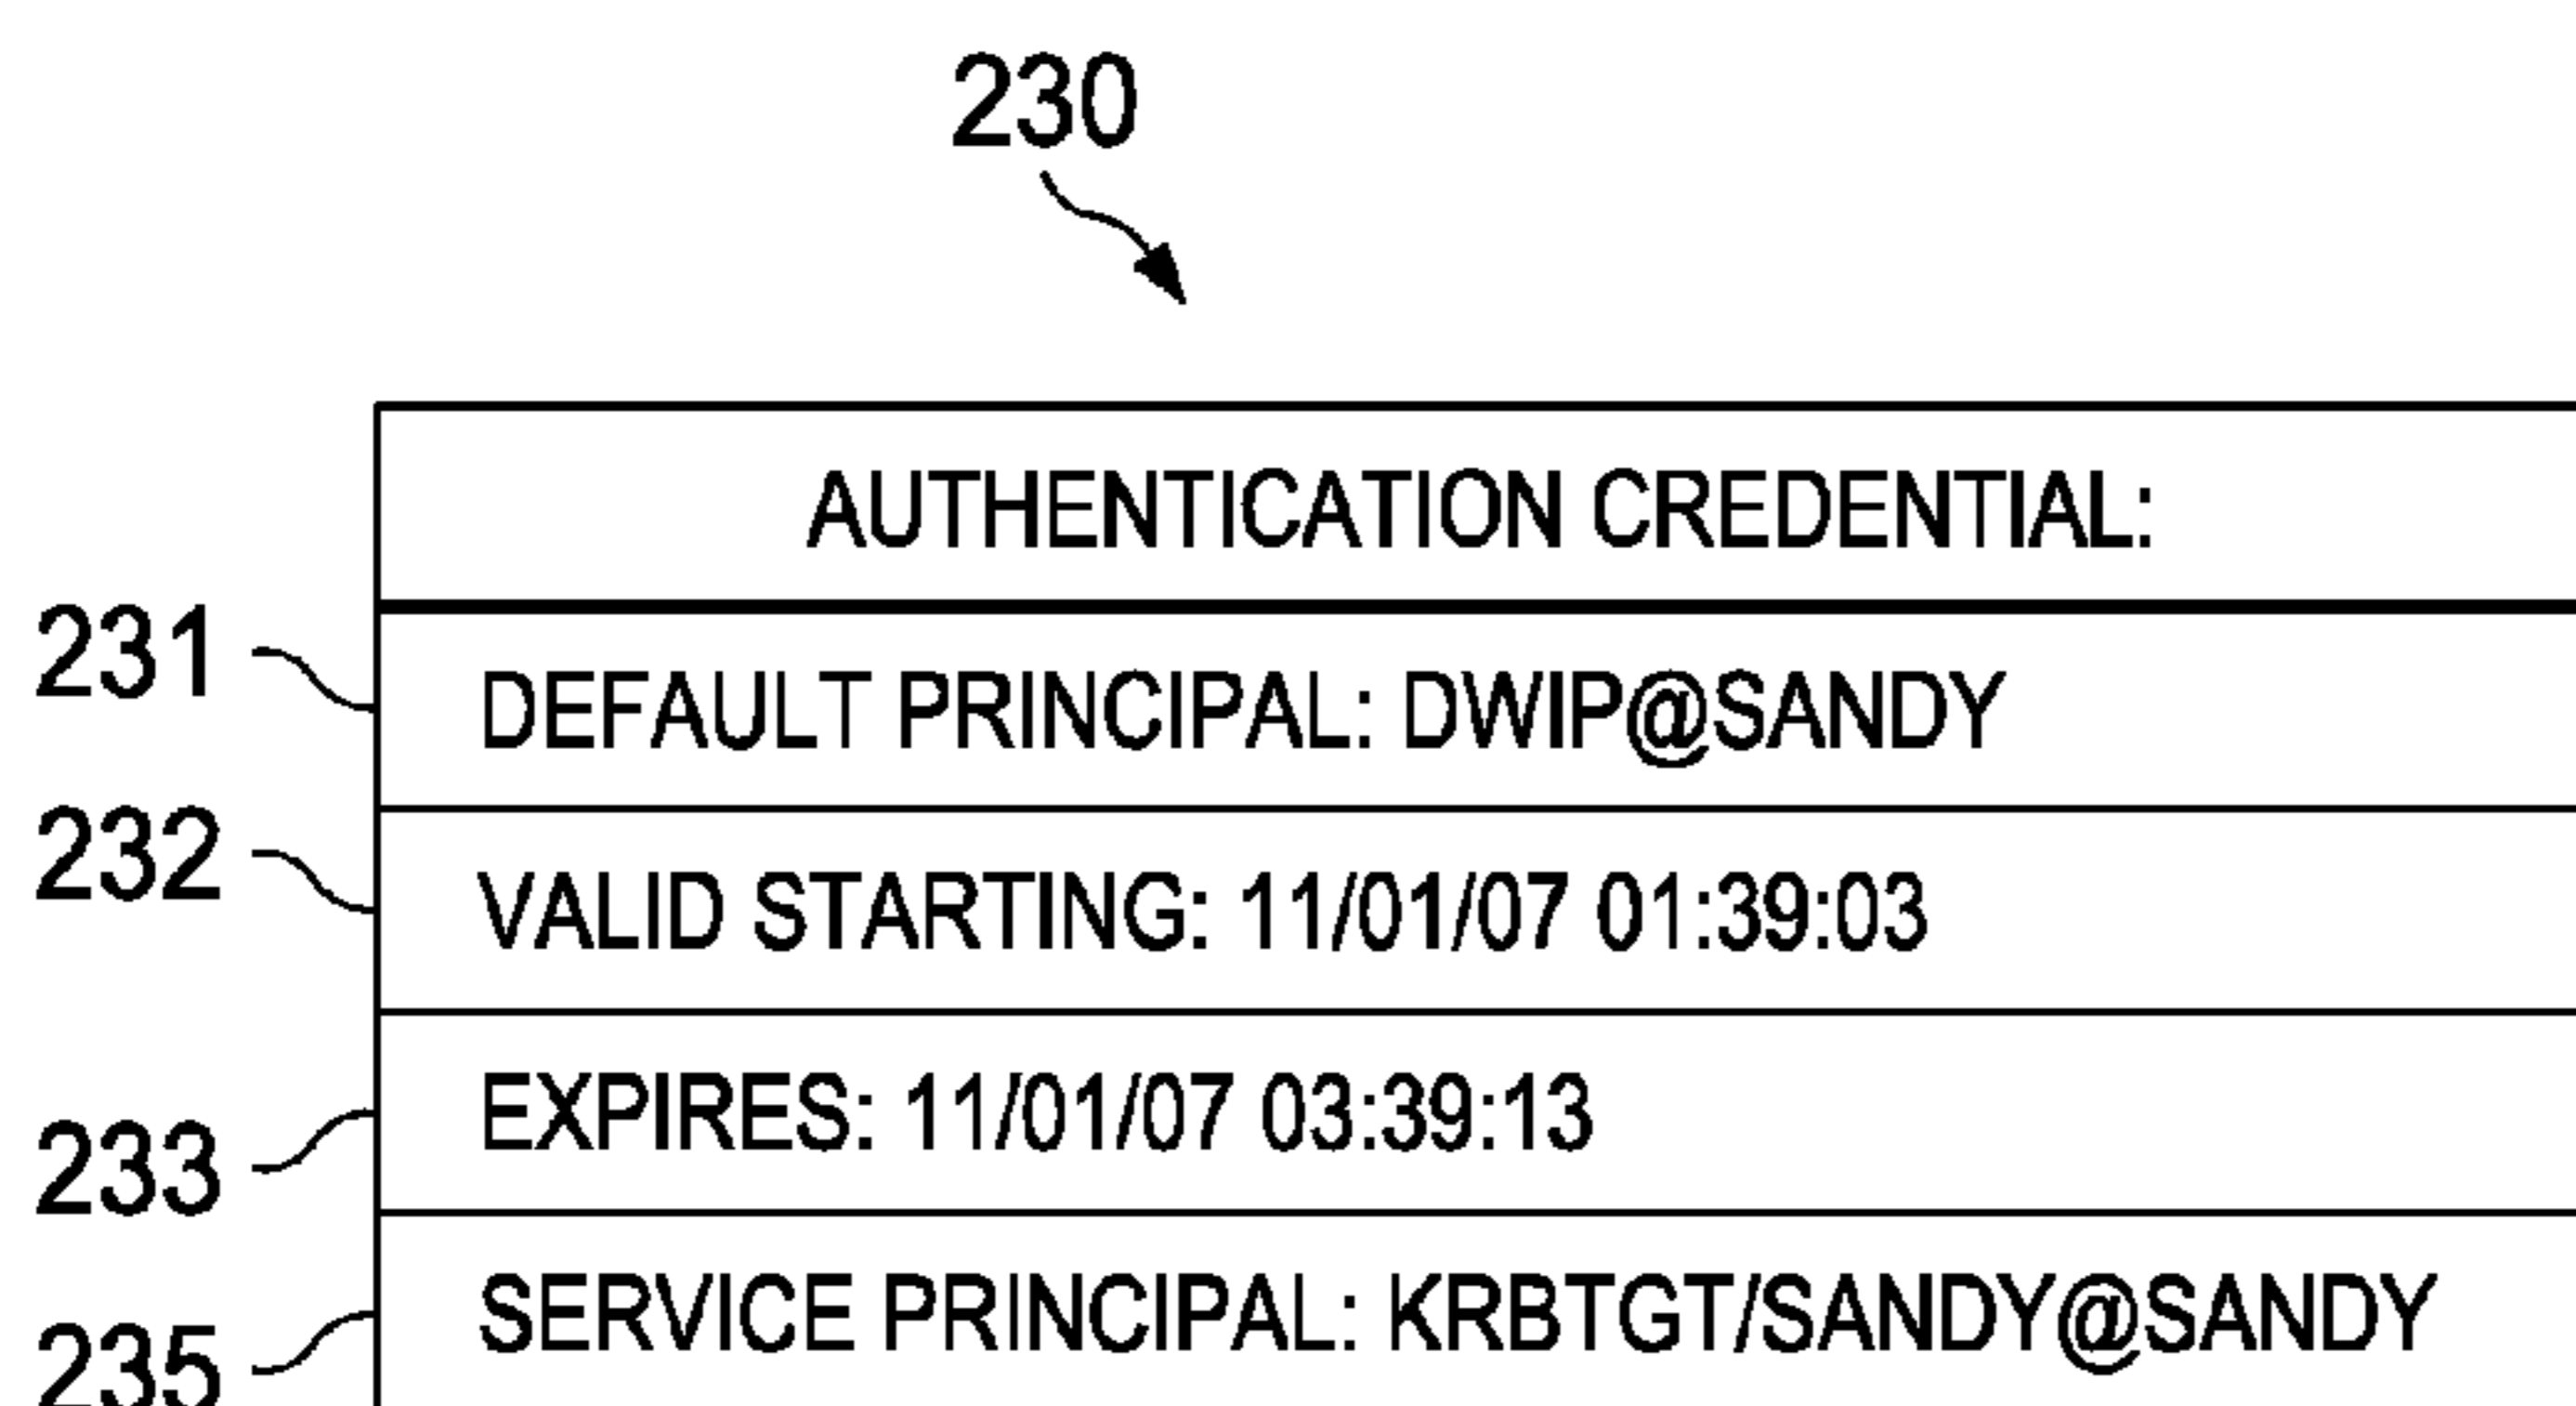 230
AUTHENTICATION CREDENTIAL:
231 DEFAULT PRINCIPAL: DWIP@SANDY
232 VALID STARTING: 11/01/07 01:39:03
233 EXPIRES: 11/01/07 03:39:13
235 SERVICE PRINCIPAL: KRBTGT/SANDY@SANDY